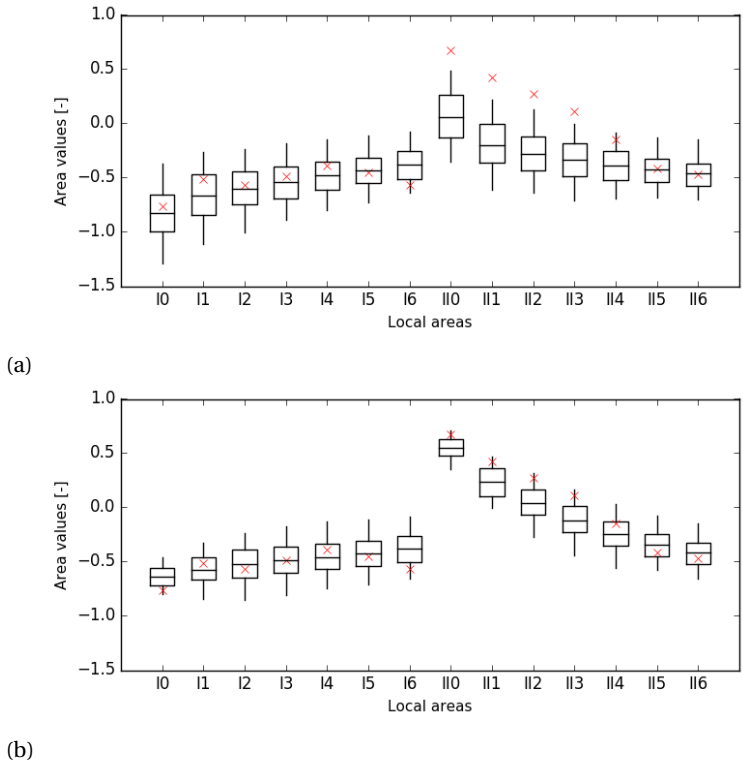 1.0
0.5
0.0
−0.5
−1.0
−1.5
Area values [-]
I0 I1 I2 I3 I4 I5 I6 II0 II1 II2 II3 II4 II5 II6
Local areas
(a)
1.0
0.5
0.0
−0.5
−1.0
−1.5
Area values [-]
I0 I1 I2 I3 I4 I5 I6 II0 II1 II2 II3 II4 II5 II6
Local areas
(b)